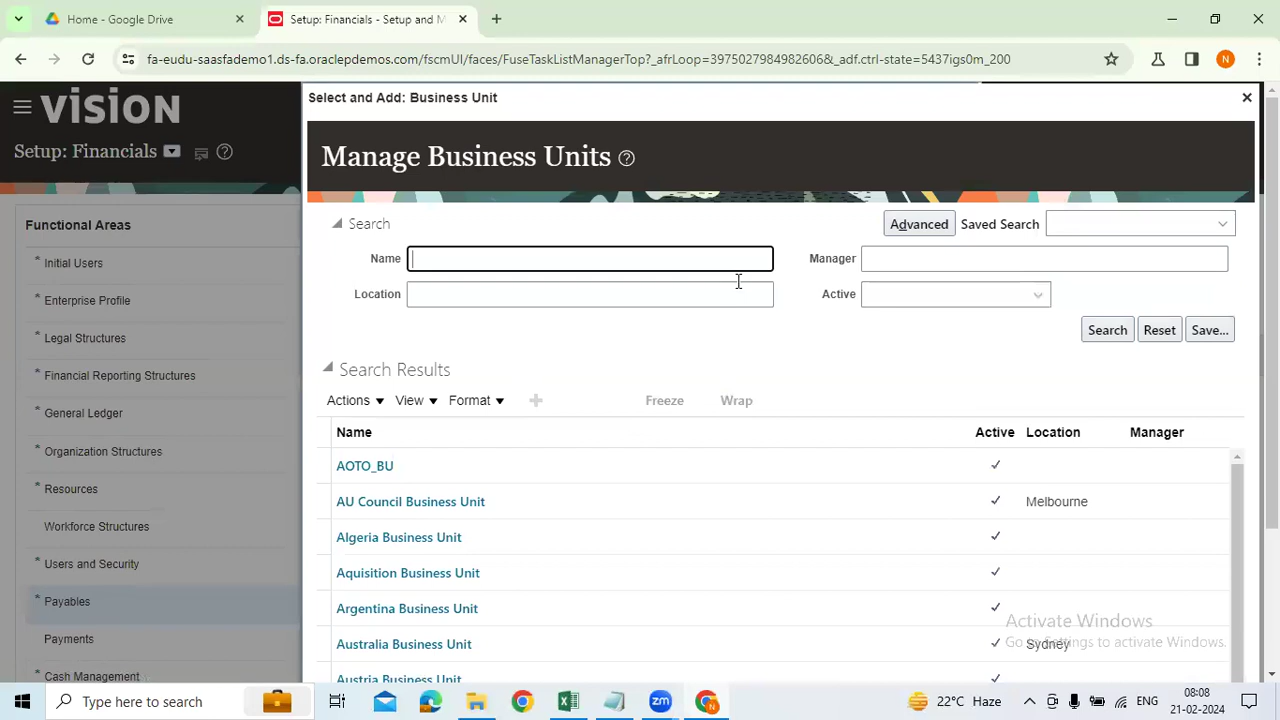 Home - Google Drive
Setup: Financials - Setup and M
fa-eudu-saasfademo1.ds-fa.oraclepdemos.com/fscmUI/faces/FuseTaskListManagerTop?_afrLoop=3975027984982606&_adf.ctrl-state=5437igs0m_200
N
VISION
Setup: Financials
Functional Areas
* Initial Users
* Enterprise Profile
* Legal Structures
* Financial Reporting Structures
* General Ledger
* Organization Structures
* Resources
Workforce Structures
* Users and Security
* Payables
Payments
* Cash Management
Select and Add: Business Unit
Manage Business Units
Search
Advanced
Saved Search
Name
Manager
Location
Active
Search
Reset
Save...
Search Results
Actions
View
Format
Freeze
Wrap
Name
Active
Location
Manager
AOTO_BU
AU Council Business Unit
Melbourne
Algeria Business Unit
Aquisition Business Unit
Argentina Business Unit
Australia Business Unit
Sydney
Austria Business Unit
Activate Windows
Go to Settings to activate Windows.
Type here to search
zm
N
22°C Haze
ENG
08:08
21-02-2024